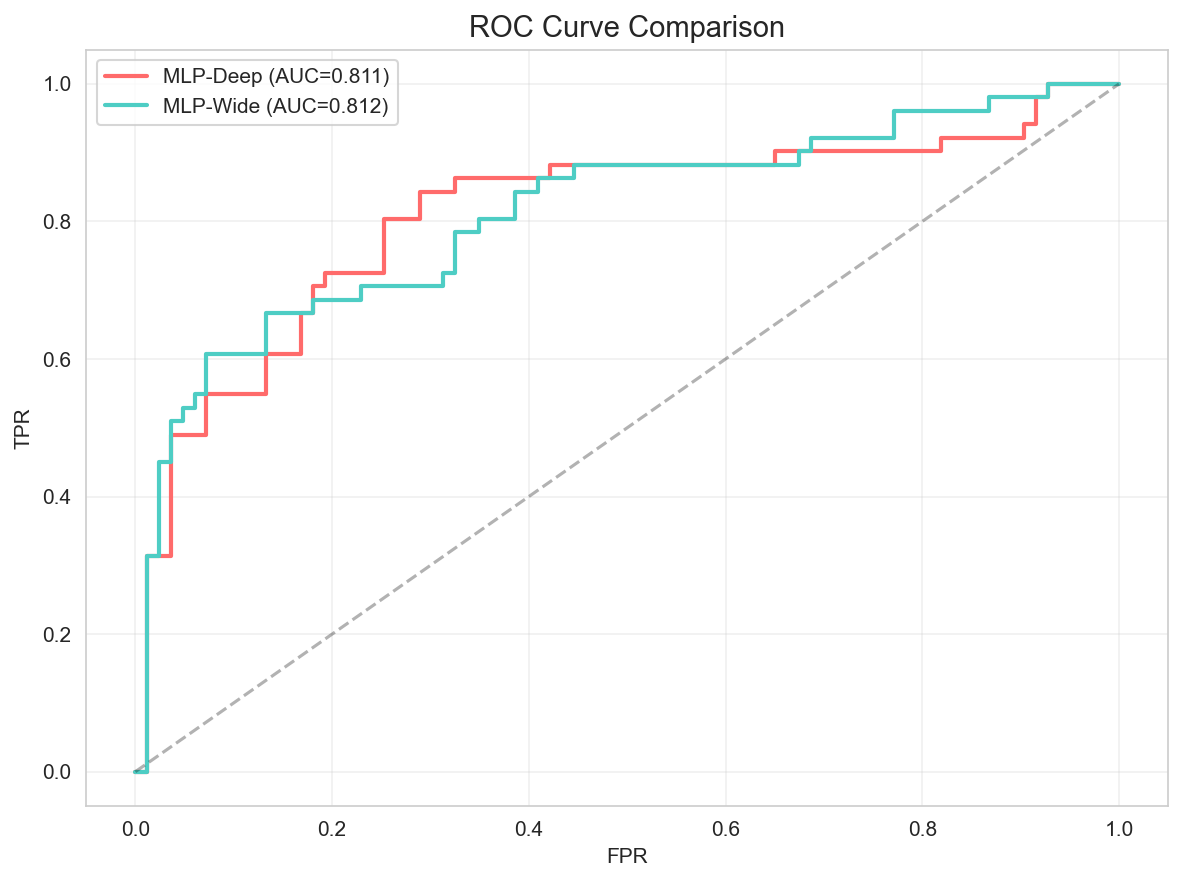 ROC Curve Comparison
MLP-Deep (AUC=0.811)
MLP-Wide (AUC=0.812)
1.0
0.8
0.6
0.4
0.2
0.0
TPR
0.0 0.2 0.4 0.6 0.8 1.0
FPR